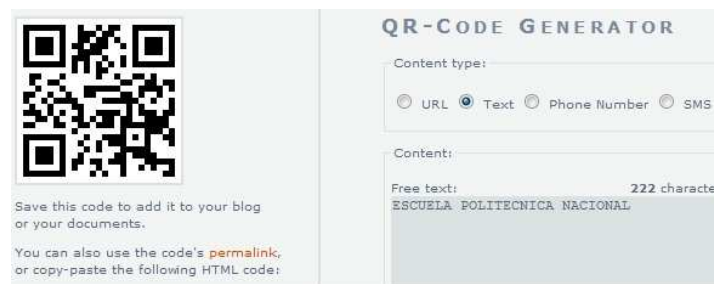 QR-CODE GENERATOR
Content type:
URL Text Phone Number SMS
Content:
Free text: 222 characte
ESCUELA POLITECNICA NACIONAL
Save this code to add it to your blog
or your documents.
You can also use the code's permalink,
or copy-paste the following HTML code: